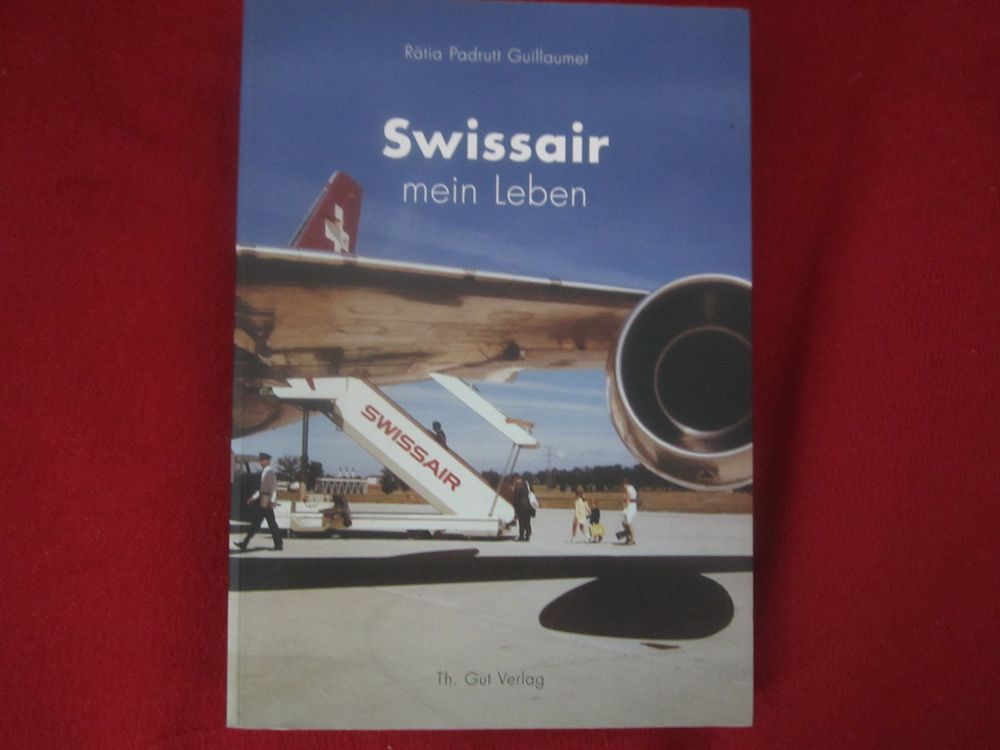 Rätia Padrutt Guillaumet
Swissair
mein Leben
SWISSAIR
Th. Gut Verlag